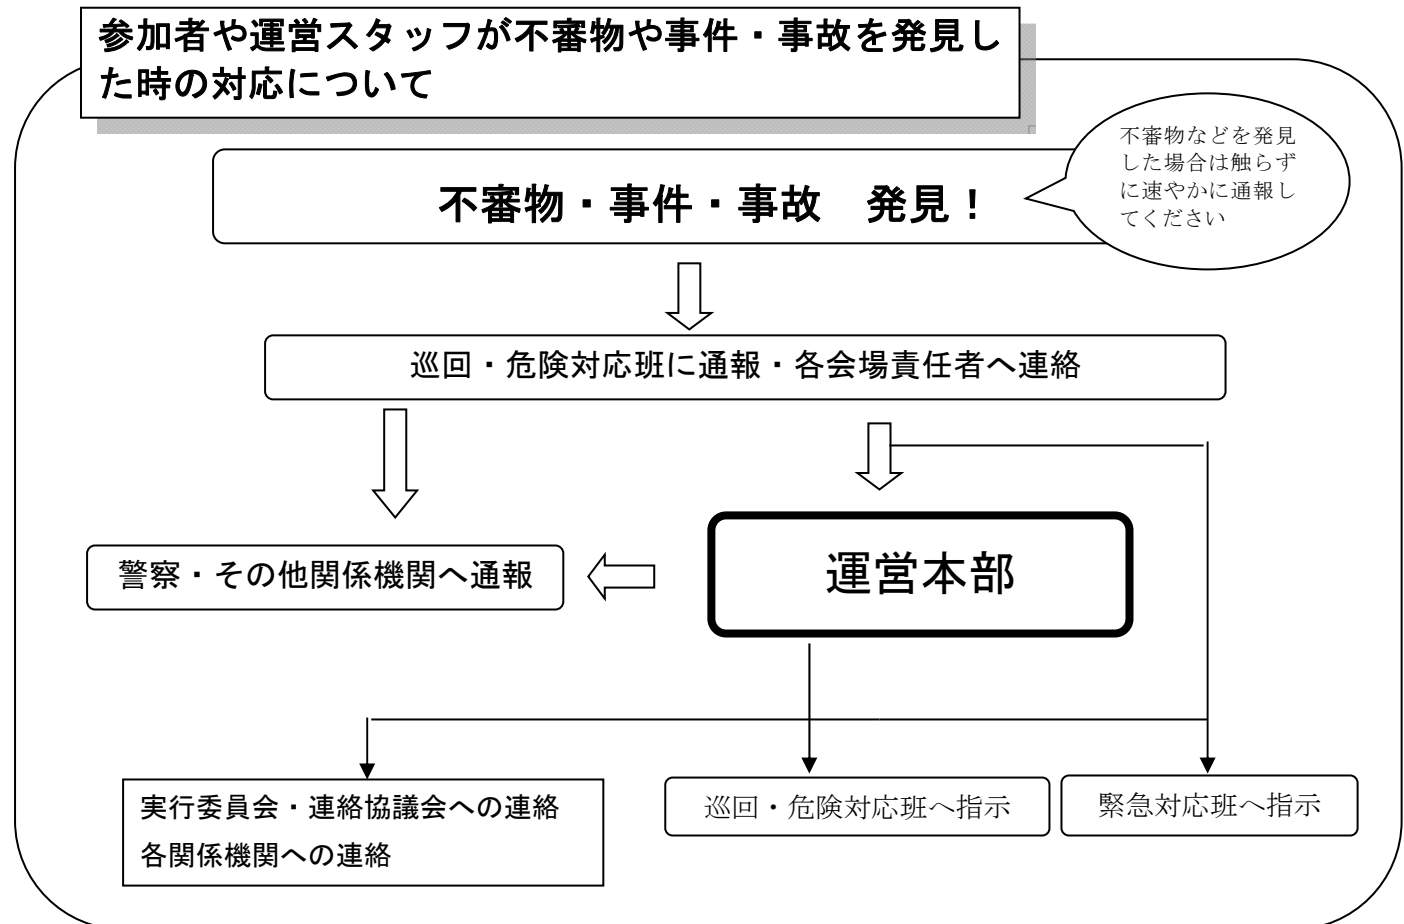 参加者や運営スタッフが不審物や事件・事故を発見し
た時の対応について
不審物などを発見
した場合は触らず
に速やかに通報し
てください
不審物・事件・事故　発見！
巡回・危険対応班に通報・各会場責任者へ連絡
警察・その他関係機関へ通報
運営本部
実行委員会・連絡協議会への連絡
各関係機関への連絡
巡回・危険対応班へ指示
緊急対応班へ指示